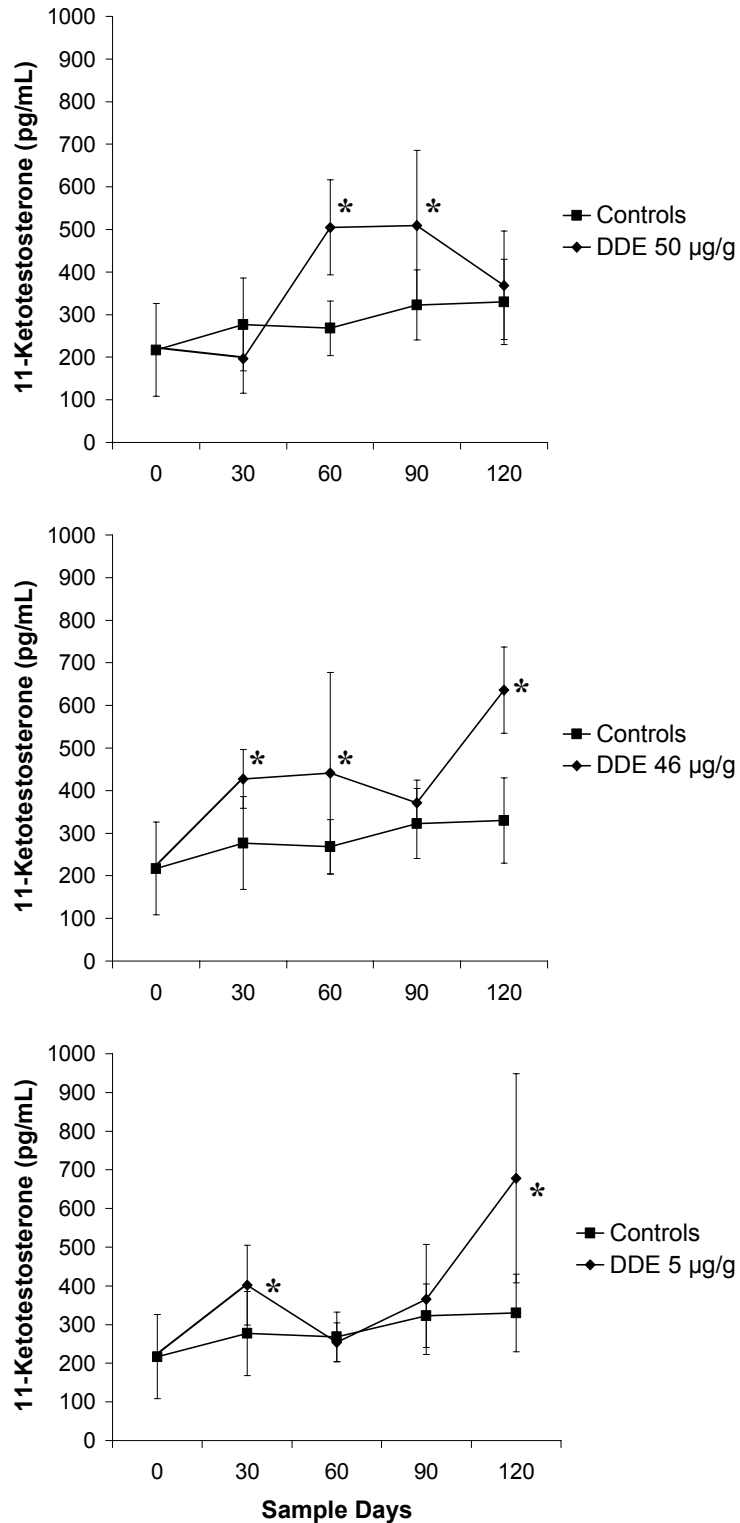 1000
900
800
700
600
500
400
300
200
100
0
11-Ketotestosterone (pg/mL)
* *
Controls
DDE 50 µg/g
0 30 60 90 120
1000
900
800
700
600
500
400
300
200
100
0
11-Ketotestosterone (pg/mL)
* * *
Controls
DDE 46 µg/g
0 30 60 90 120
1000
900
800
700
600
500
400
300
200
100
0
11-Ketotestosterone (pg/mL)
* *
Controls
DDE 5 µg/g
0 30 60 90 120
Sample Days